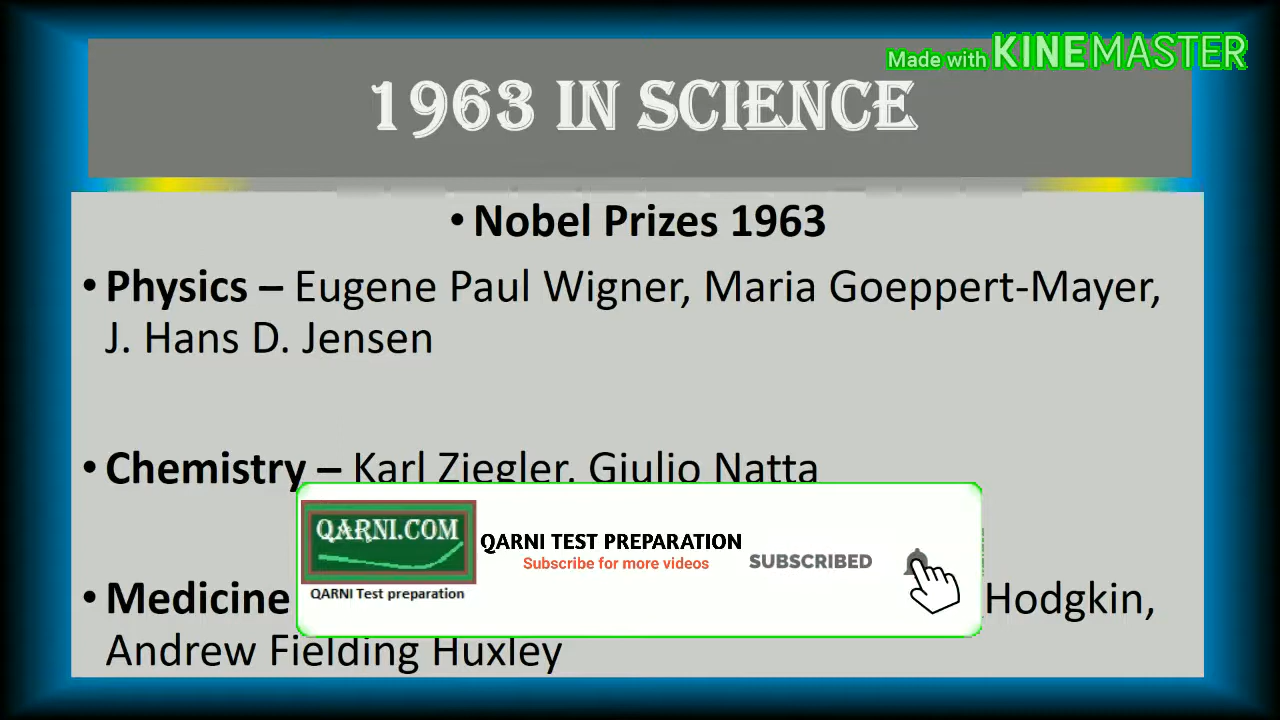 Made with KINEMASTER
1963 IN SCIENCE
• Nobel Prizes 1963
• Physics – Eugene Paul Wigner, Maria Goeppert-Mayer,
J. Hans D. Jensen
• Chemistry – Karl Ziegler, Giulio Natta
QARNI.COM
QARNI TEST PREPARATION
Subscribe for more videos
SUBSCRIBED
QARNI Test preparation
• Medicine Hodgkin,
Andrew Fielding Huxley